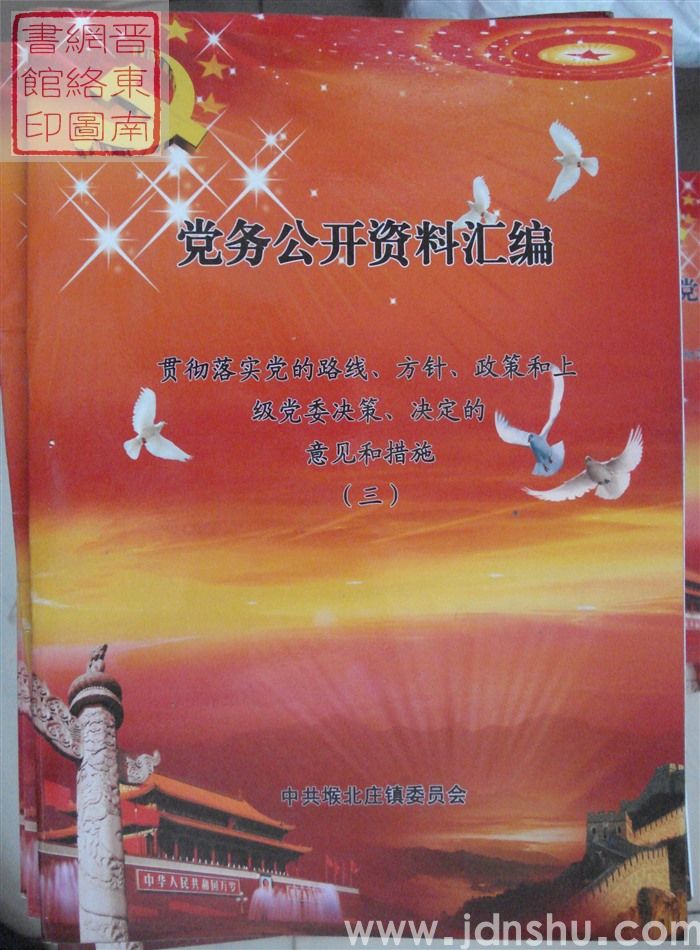 晋东南
網絡圖
書館印
党务公开资料汇编
贯彻落实党的路线、方针、政策和上
级党委决策、决定的
意见和措施
（三）
中共堠北庄镇委员会
中华人民共和国万岁
党
www.jdnshu.com